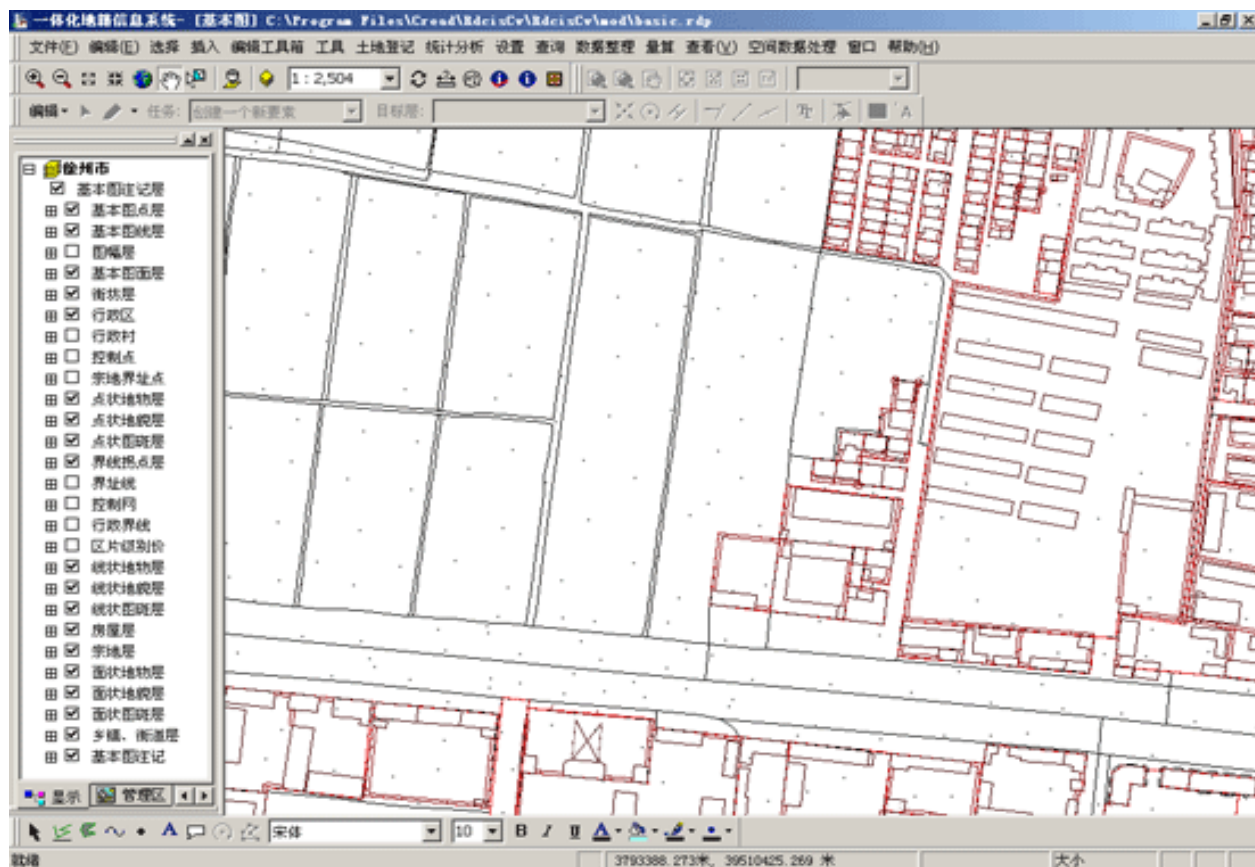 一体化地籍信息系统- [基本图] C:\Program Files\Cread\RdcisCv\RdcisCv\mod\basic.rdp
文件(F) 编辑(E) 选择 插入 编辑工具箱 工具 土地登记 统计分析 设置 查询 数据整理 量算 查看(V) 空间数据处理 窗口 帮助(H)
1:2,504
编辑 任务: 创建一个新要素 目标层:
徐州市
基本图注记层
基本图点层
基本图线层
图幅层
基本图面层
街坊层
行政区
行政村
控制点
宗地界址点
点状地物层
点状地貌层
点状图斑层
界线拐点层
界址线
控制网
行政界线
区片级别价
线状地物层
线状地貌层
线状图斑层
房屋层
宗地层
面状地物层
面状地貌层
面状图斑层
乡镇、街道层
基本图注记
显示 管理区
A 宋体 10 B I U A
就绪 3793388.273米, 39510425.269 米 大小